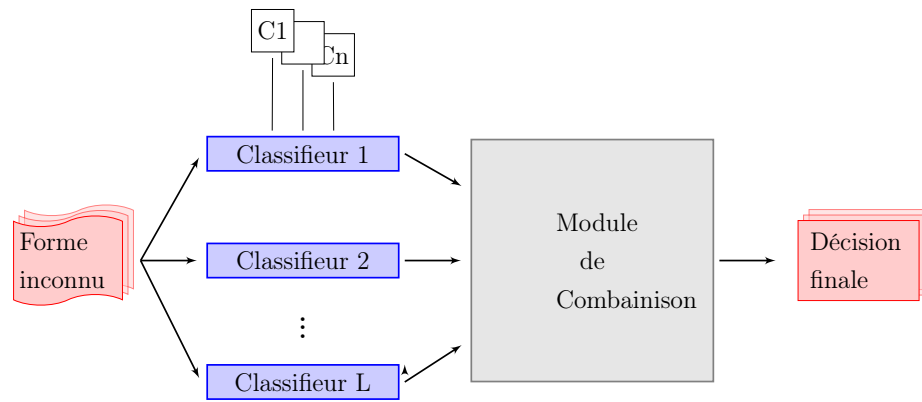 C1
Cn
Classifieur 1
Forme
inconnu
Classifieur 2
Classifieur L
Module
de
Combainison
Décision
finale